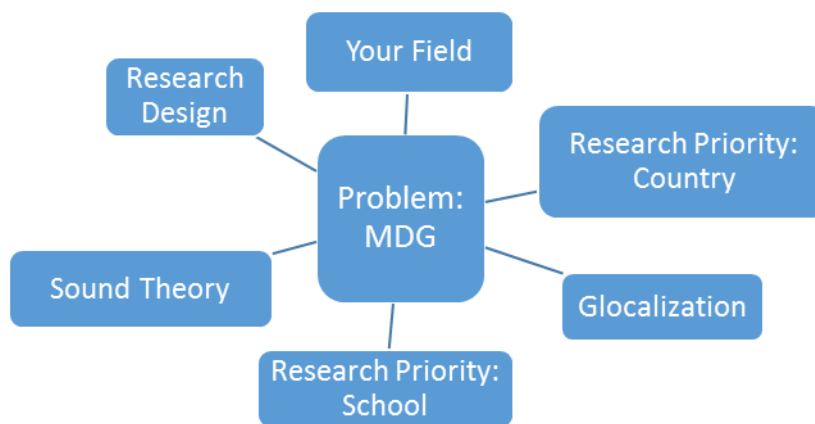 Your Field
Research
Design
Research Priority:
Country
Problem:
MDG
Sound Theory
Glocalization
Research Priority:
School